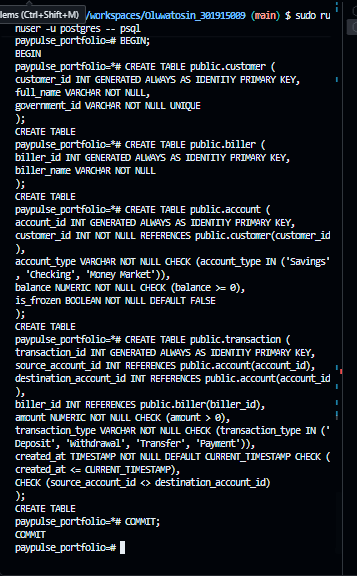 lems (Ctrl+Shift+M) /workspaces/Oluwatosin_301915089 (main) $ sudo ru
nuser -u postgres -- psql
paypulse_portfolio=# BEGIN;
BEGIN
paypulse_portfolio=*# CREATE TABLE public.customer (
customer_id INT GENERATED ALWAYS AS IDENTITY PRIMARY KEY,
full_name VARCHAR NOT NULL,
government_id VARCHAR NOT NULL UNIQUE
);
CREATE TABLE
paypulse_portfolio=*# CREATE TABLE public.biller (
biller_id INT GENERATED ALWAYS AS IDENTITY PRIMARY KEY,
biller_name VARCHAR NOT NULL
);
CREATE TABLE
paypulse_portfolio=*# CREATE TABLE public.account (
account_id INT GENERATED ALWAYS AS IDENTITY PRIMARY KEY,
customer_id INT NOT NULL REFERENCES public.customer(customer_id
),
account_type VARCHAR NOT NULL CHECK (account_type IN ('Savings'
, 'Checking', 'Money Market')),
balance NUMERIC NOT NULL CHECK (balance >= 0),
is_frozen BOOLEAN NOT NULL DEFAULT FALSE
);
CREATE TABLE
paypulse_portfolio=*# CREATE TABLE public.transaction (
transaction_id INT GENERATED ALWAYS AS IDENTITY PRIMARY KEY,
source_account_id INT REFERENCES public.account(account_id),
destination_account_id INT REFERENCES public.account(account_id
),
biller_id INT REFERENCES public.biller(biller_id),
amount NUMERIC NOT NULL CHECK (amount > 0),
transaction_type VARCHAR NOT NULL CHECK (transaction_type IN ('
Deposit', 'Withdrawal', 'Transfer', 'Payment')),
created_at TIMESTAMP NOT NULL DEFAULT CURRENT_TIMESTAMP CHECK (
created_at <= CURRENT_TIMESTAMP),
CHECK (source_account_id <> destination_account_id)
);
CREATE TABLE
paypulse_portfolio=*# COMMIT;
COMMIT
paypulse_portfolio=#